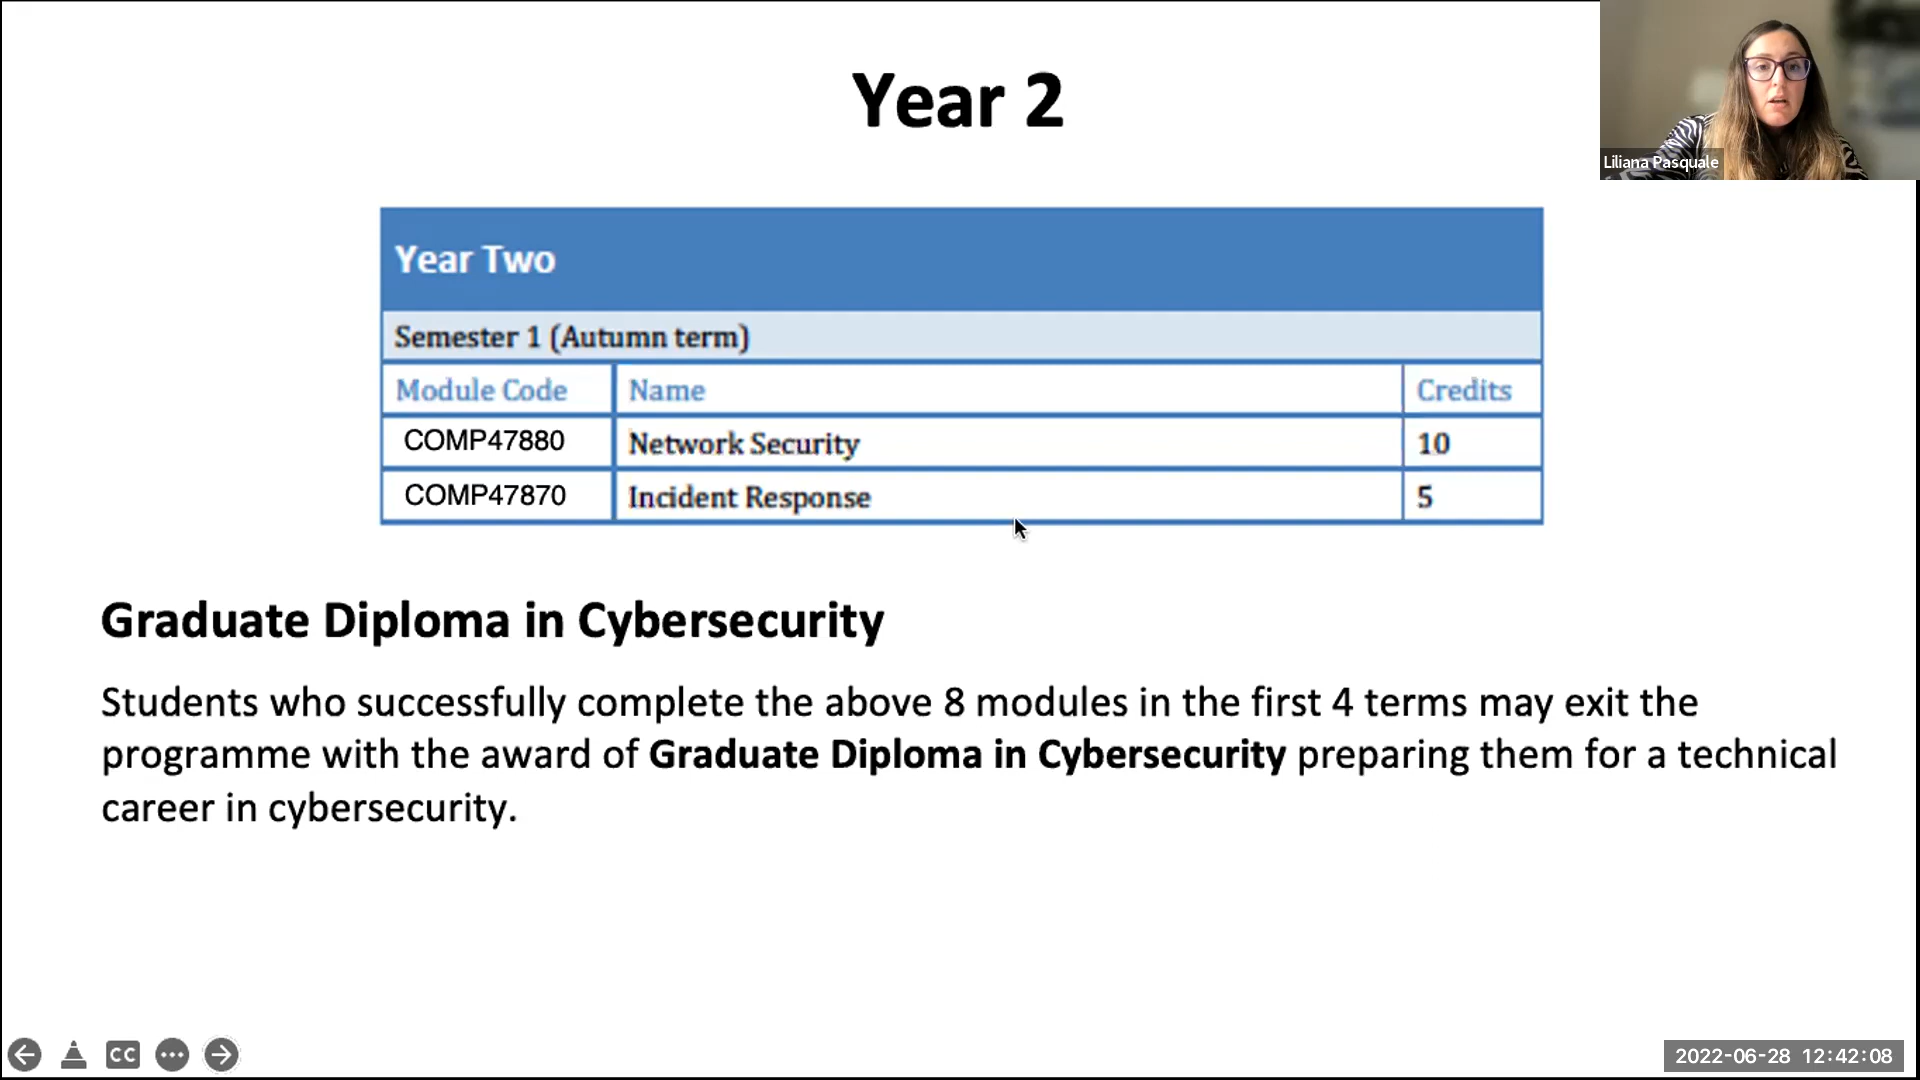 Year 2
Liliana Pasquale
Year Two
Semester 1 (Autumn term)
Module Code Name Credits
COMP47880 Network Security 10
COMP47870 Incident Response 5
Graduate Diploma in Cybersecurity
Students who successfully complete the above 8 modules in the first 4 terms may exit the
programme with the award of Graduate Diploma in Cybersecurity preparing them for a technical
career in cybersecurity.
CC
2022-06-28 12:42:08